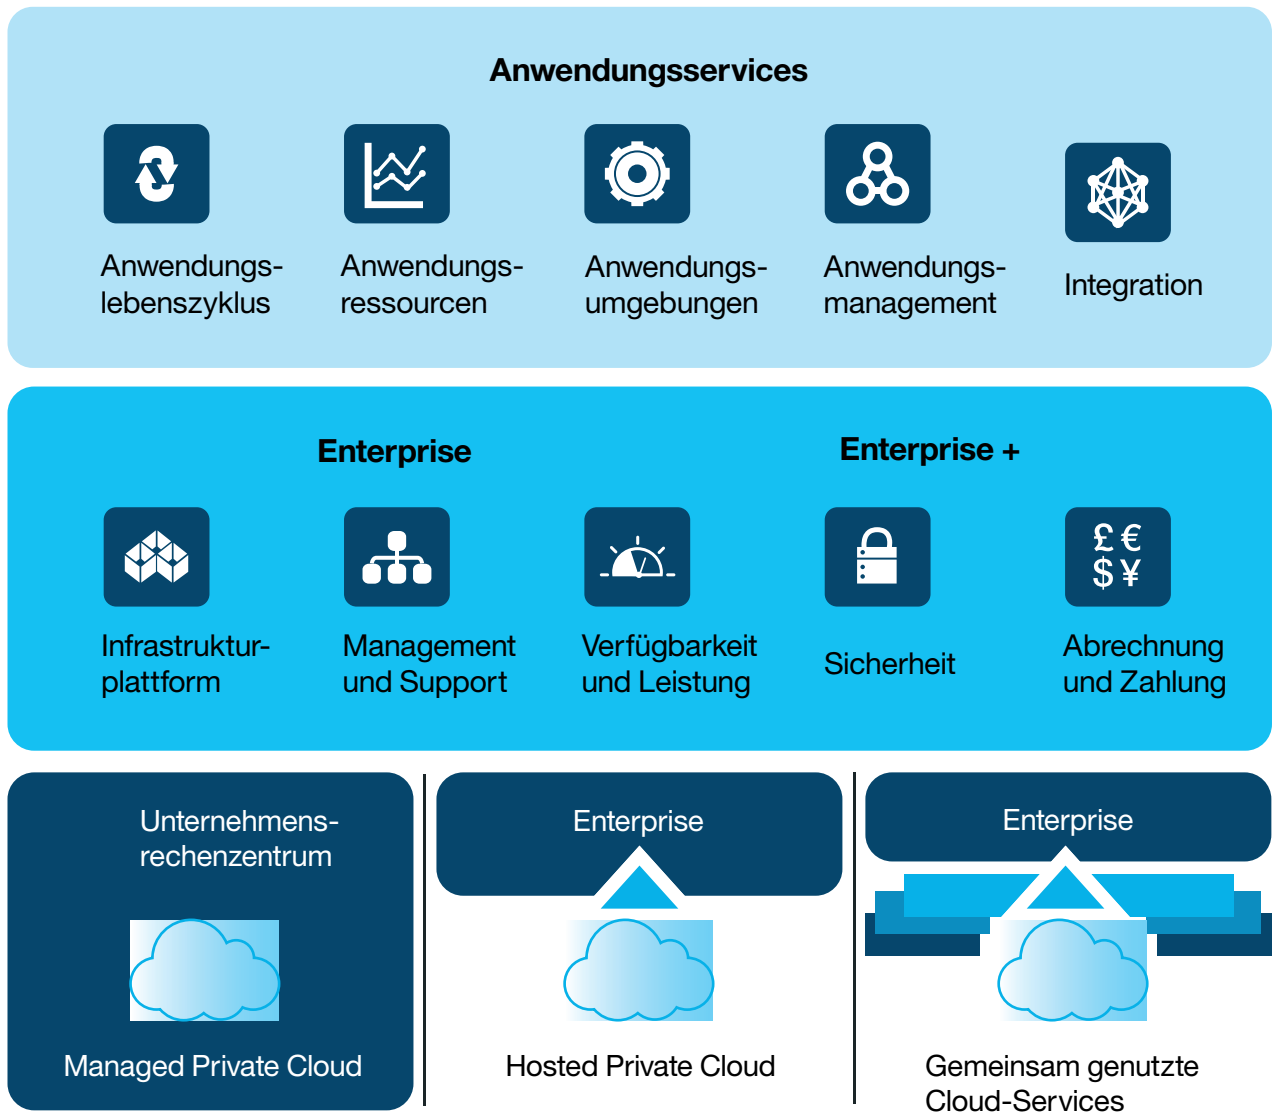 Anwendungsservices
Anwendungs-
lebenszyklus
Anwendungs-
ressourcen
Anwendungs-
umgebungen
Anwendungs-
management
Integration
Enterprise
Enterprise +
£ €
$ ¥
Infrastruktur-
plattform
Management
und Support
Verfügbarkeit
und Leistung
Sicherheit
Abrechnung
und Zahlung
Unternehmens-
rechenzentrum
Managed Private Cloud
Enterprise
Hosted Private Cloud
Enterprise
Gemeinsam genutzte
Cloud-Services